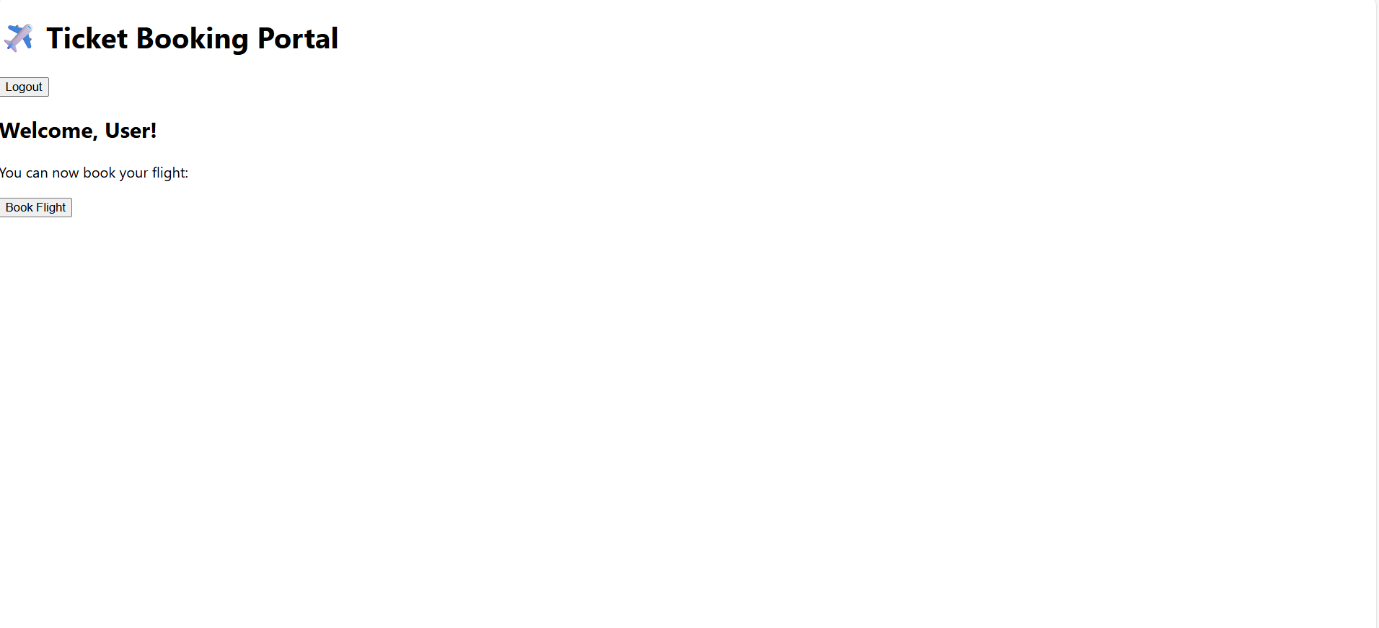 Ticket Booking Portal
Logout
Welcome, User!
You can now book your flight:
Book Flight